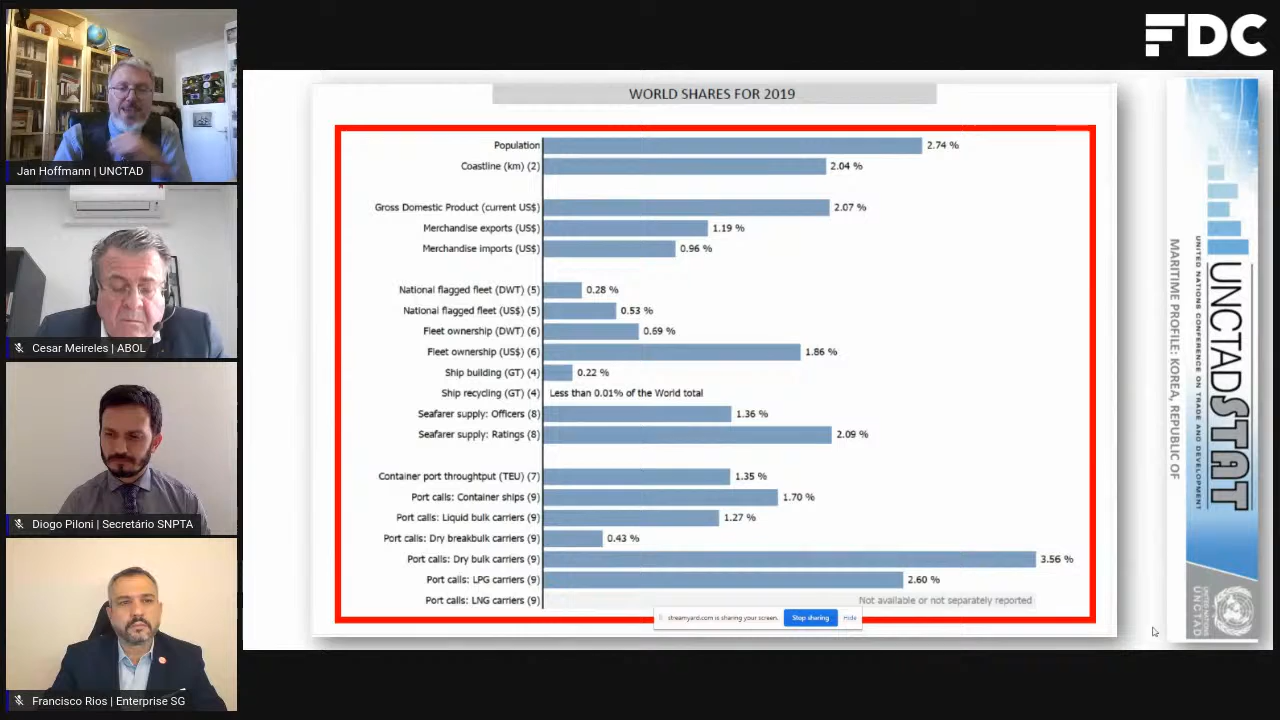 FDC
Jan Hoffmann | UNCTAD
Cesar Meireles | ABOL
Diogo Piloni | Secretário SNPTA
Francisco Rios | Enterprise SG
WORLD SHARES FOR 2019
Population 2.74 %
Coastline (km) (2) 2.04 %
Gross Domestic Product (current US$) 2.07 %
Merchandise exports (US$) 1.19 %
Merchandise imports (US$) 0.96 %
National flagged fleet (DWT) (5) 0.28 %
National flagged fleet (US$) (5) 0.53 %
Fleet ownership (DWT) (6) 0.69 %
Fleet ownership (US$) (6) 1.86 %
Ship building (GT) (4) 0.22 %
Ship recycling (GT) (4) Less than 0.01% of the World total
Seafarer supply: Officers (8) 1.36 %
Seafarer supply: Ratings (8) 2.09 %
Container port throughtput (TEU) (7) 1.35 %
Port calls: Container ships (9) 1.70 %
Port calls: Liquid bulk carriers (9) 1.27 %
Port calls: Dry breakbulk carriers (9) 0.43 %
Port calls: Dry bulk carriers (9) 3.56 %
Port calls: LPG carriers (9) 2.60 %
Port calls: LNG carriers (9) Not available or not separately reported
streamyard.com is sharing your screen. Stop sharing Hide
MARITIME PROFILE: KOREA, REPUBLIC OF
UNITED NATIONS CONFERENCE ON TRADE AND DEVELOPMENT
UNCTADSTAT
UNITED NATIONS
UNCTAD